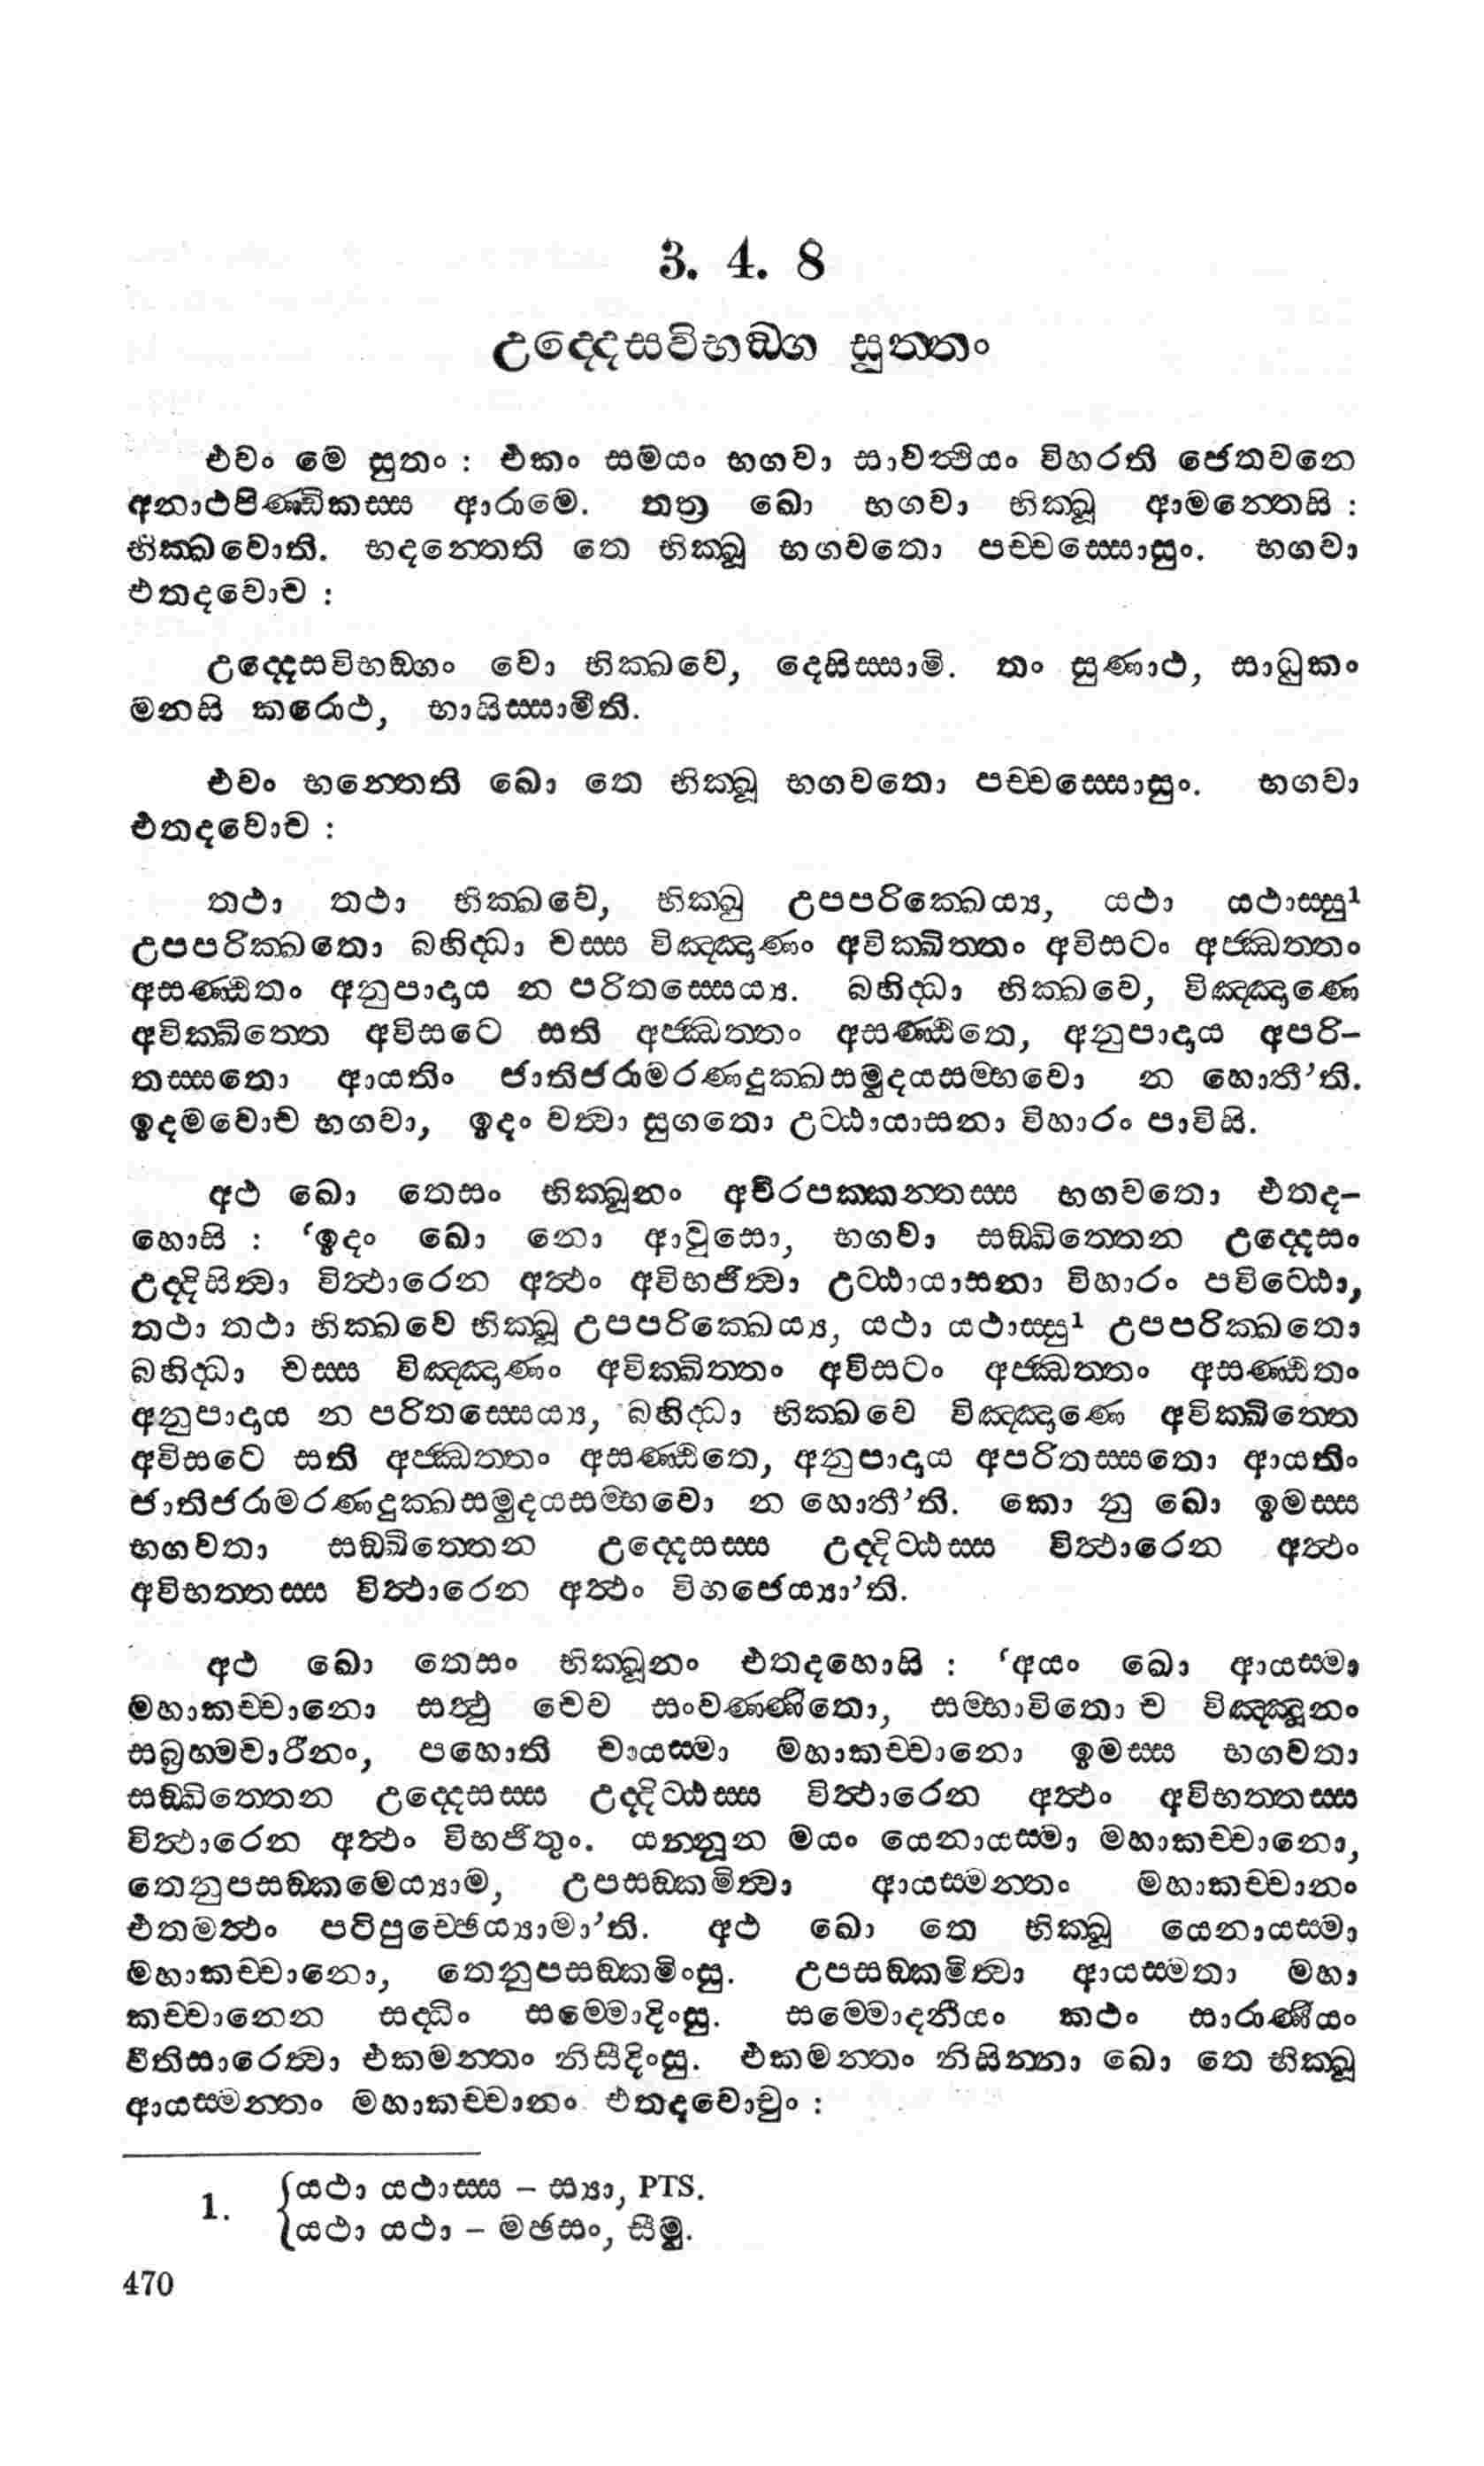 3. 4. 8
උද්දෙසවිභඞ්ග සුත්තං
එවං මෙ සුතං : එකං සමයං භගවා සාවත්ථියං විහරති ජෙතවනෙ
අනාථපිණ්ඩිකස්ස ආරාමෙ. තත්‍ර ඛො භගවා භික්ඛූ ආමන්තෙසි :
භික්ඛවොති. භදන්තෙති තෙ භික්ඛූ භගවතො පච්චස්සොසුං. භගවා
එතදවොච :
උද්දෙසවිභඞ්ගං වො භික්ඛවෙ, දෙසිස්සාමි. තං සුණාථ, සාධුකං
මනසි කරොථ, භාසිස්සාමීති.
එවං භන්තෙති ඛො තෙ භික්ඛූ භගවතො පච්චස්සොසුං. භගවා
එතදවොච :
තථා තථා භික්ඛවෙ, භික්ඛු උපපරික්ඛෙය්‍ය, යථා යථාස්සු¹
උපපරික්ඛතො බහිද්ධා චස්ස විඤ්ඤාණං අවික්ඛිත්තං අවිසටං අජ්ඣත්තං
අසණ්ඨිතං අනුපාදාය න පරිතස්සෙය්‍ය. බහිද්ධා භික්ඛවෙ, විඤ්ඤාණෙ
අවික්ඛිත්තෙ අවිසටෙ සති අජ්ඣත්තං අසණ්ඨිතෙ, අනුපාදාය අපරි-
තස්සතො ආයතිං ජාතිජරාමරණදුක්ඛසමුදයසම්භවො න හොතී’ති.
ඉදමවොච භගවා, ඉදං වත්‍වා සුගතො උට්ඨායාසනා විහාරං පාවිසි.
අථ ඛො තෙසං භික්ඛූනං අචිරපක්කන්තස්ස භගවතො එතද-
හොසි : ‘ඉදං ඛො නො ආවුසො, භගවා සඞ්ඛිත්තෙන උද්දෙසං
උද්දිසිත්‍වා විත්ථාරෙන අත්ථං අවිභජිත්‍වා උට්ඨායාසනා විහාරං පවිට්ඨො,
තථා තථා භික්ඛවෙ භික්ඛූ උපපරික්ඛෙය්‍ය, යථා යථාස්සු¹ උපපරික්ඛතො
බහිද්ධා චස්ස විඤ්ඤාණං අවික්ඛිත්තං අවිසටං අජ්ඣත්තං අසණ්ඨිතං
අනුපාදාය න පරිතස්සෙය්‍ය, බහිද්ධා භික්ඛවෙ විඤ්ඤාණෙ අවික්ඛිත්තෙ
අවිසටෙ සති අජ්ඣත්තං අසණ්ඨිතෙ, අනුපාදාය අපරිතස්සතො ආයතිං
ජාතිජරාමරණදුක්ඛසමුදයසම්භවො න හොතී’ති. කො නු ඛො ඉමස්ස
භගවතා සඞ්ඛිත්තෙන උද්දෙසස්ස උද්දිට්ඨස්ස විත්ථාරෙන අත්ථං
අවිභත්තස්ස විත්ථාරෙන අත්ථං විභජෙය්‍යා’ති.
අථ ඛො තෙසං භික්ඛූනං එතදහොසි : ‘අයං ඛො ආයස්මා
මහාකච්චානො සත්ථු චෙව සංවණ්ණිතො, සම්භාවිතො ච විඤ්ඤූනං
සබ්‍රහ්මචාරීනං, පහොති චායස්මා මහාකච්චානො ඉමස්ස භගවතා
සඞ්ඛිත්තෙන උද්දෙසස්ස උද්දිට්ඨස්ස විත්ථාරෙන අත්ථං අවිභත්තස්ස
විත්ථාරෙන අත්ථං විභජිතුං. යන්නූන මයං යෙනායස්මා මහාකච්චානො,
තෙනුපසඞ්කමෙය්‍යාම, උපසඞ්කමිත්‍වා ආයස්මන්තං මහාකච්චානං
එතමත්ථං පටිපුච්ඡෙය්‍යාමා’ති. අථ ඛො තෙ භික්ඛූ යෙනායස්මා
මහාකච්චානො, තෙනුපසඞ්කමිංසු. උපසඞ්කමිත්‍වා ආයස්මතා මහා
කච්චානෙන සද්ධිං සම්මොදිංසු. සම්මොදනීයං කථං සාරාණීයං
වීතිසාරෙත්‍වා එකමන්තං නිසීදිංසු. එකමන්තං නිසින්නා ඛො තෙ භික්ඛූ
ආයස්මන්තං මහාකච්චානං එතදවොචුං :
1. යථා යථාස්ස – ස්‍යා, PTS.
යථා යථා – මඡසං, සීමු.
470